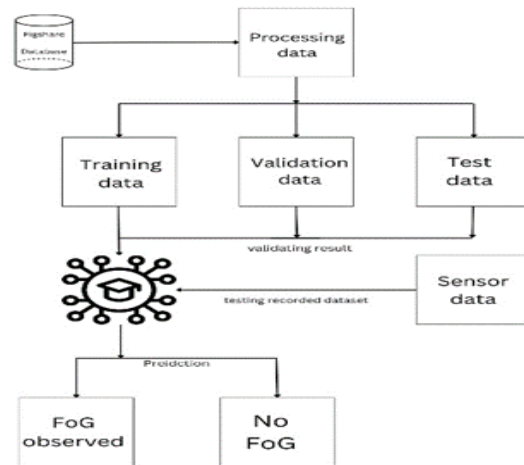 Figshare
Database
Processing
data
Training
data
Validation
data
Test
data
validating result
testing recorded dataset
Sensor
data
Preidction
FoG
observed
No
FoG